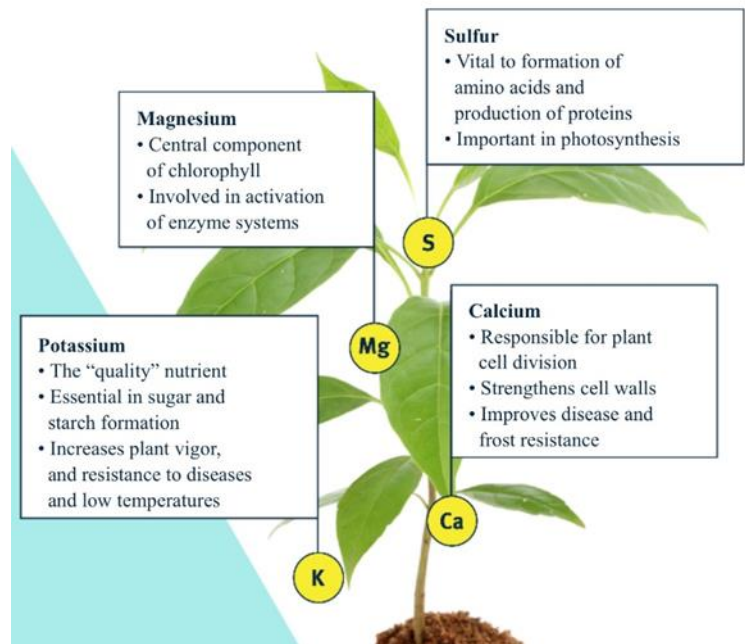 Sulfur
• Vital to formation of
amino acids and
production of proteins
• Important in photosynthesis
Magnesium
• Central component
of chlorophyll
• Involved in activation
of enzyme systems
S
Calcium
• Responsible for plant
cell division
• Strengthens cell walls
• Improves disease and
frost resistance
Mg
Potassium
• The “quality” nutrient
• Essential in sugar and
starch formation
• Increases plant vigor,
and resistance to diseases
and low temperatures
Ca
K